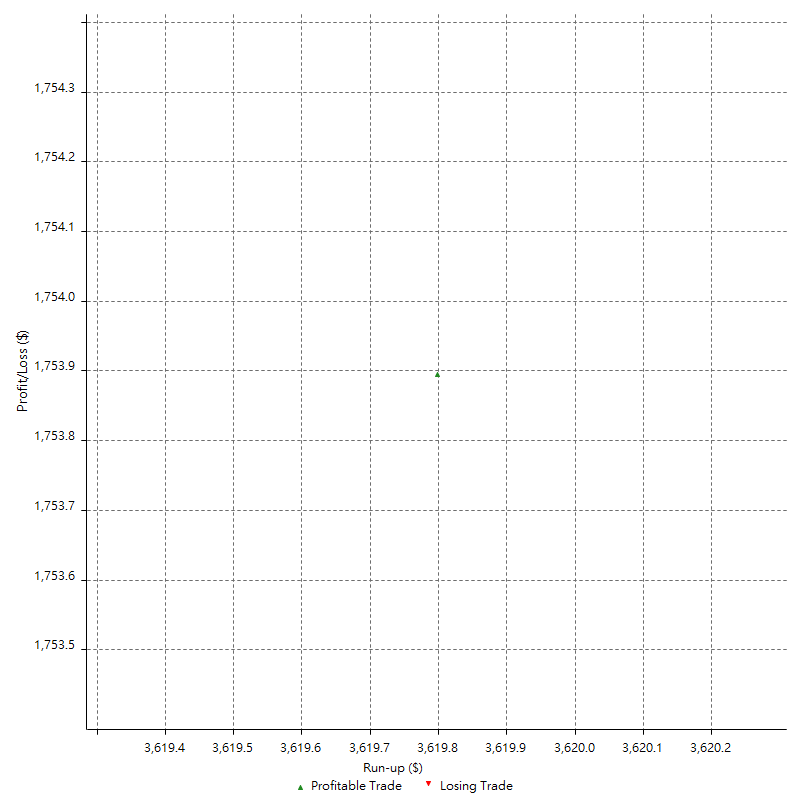 1,754.3
1,754.2
1,754.1
1,754.0
1,753.9
1,753.8
1,753.7
1,753.6
1,753.5
Profit/Loss ($)
3,619.4 3,619.5 3,619.6 3,619.7 3,619.8 3,619.9 3,620.0 3,620.1 3,620.2
Run-up ($)
Profitable Trade Losing Trade